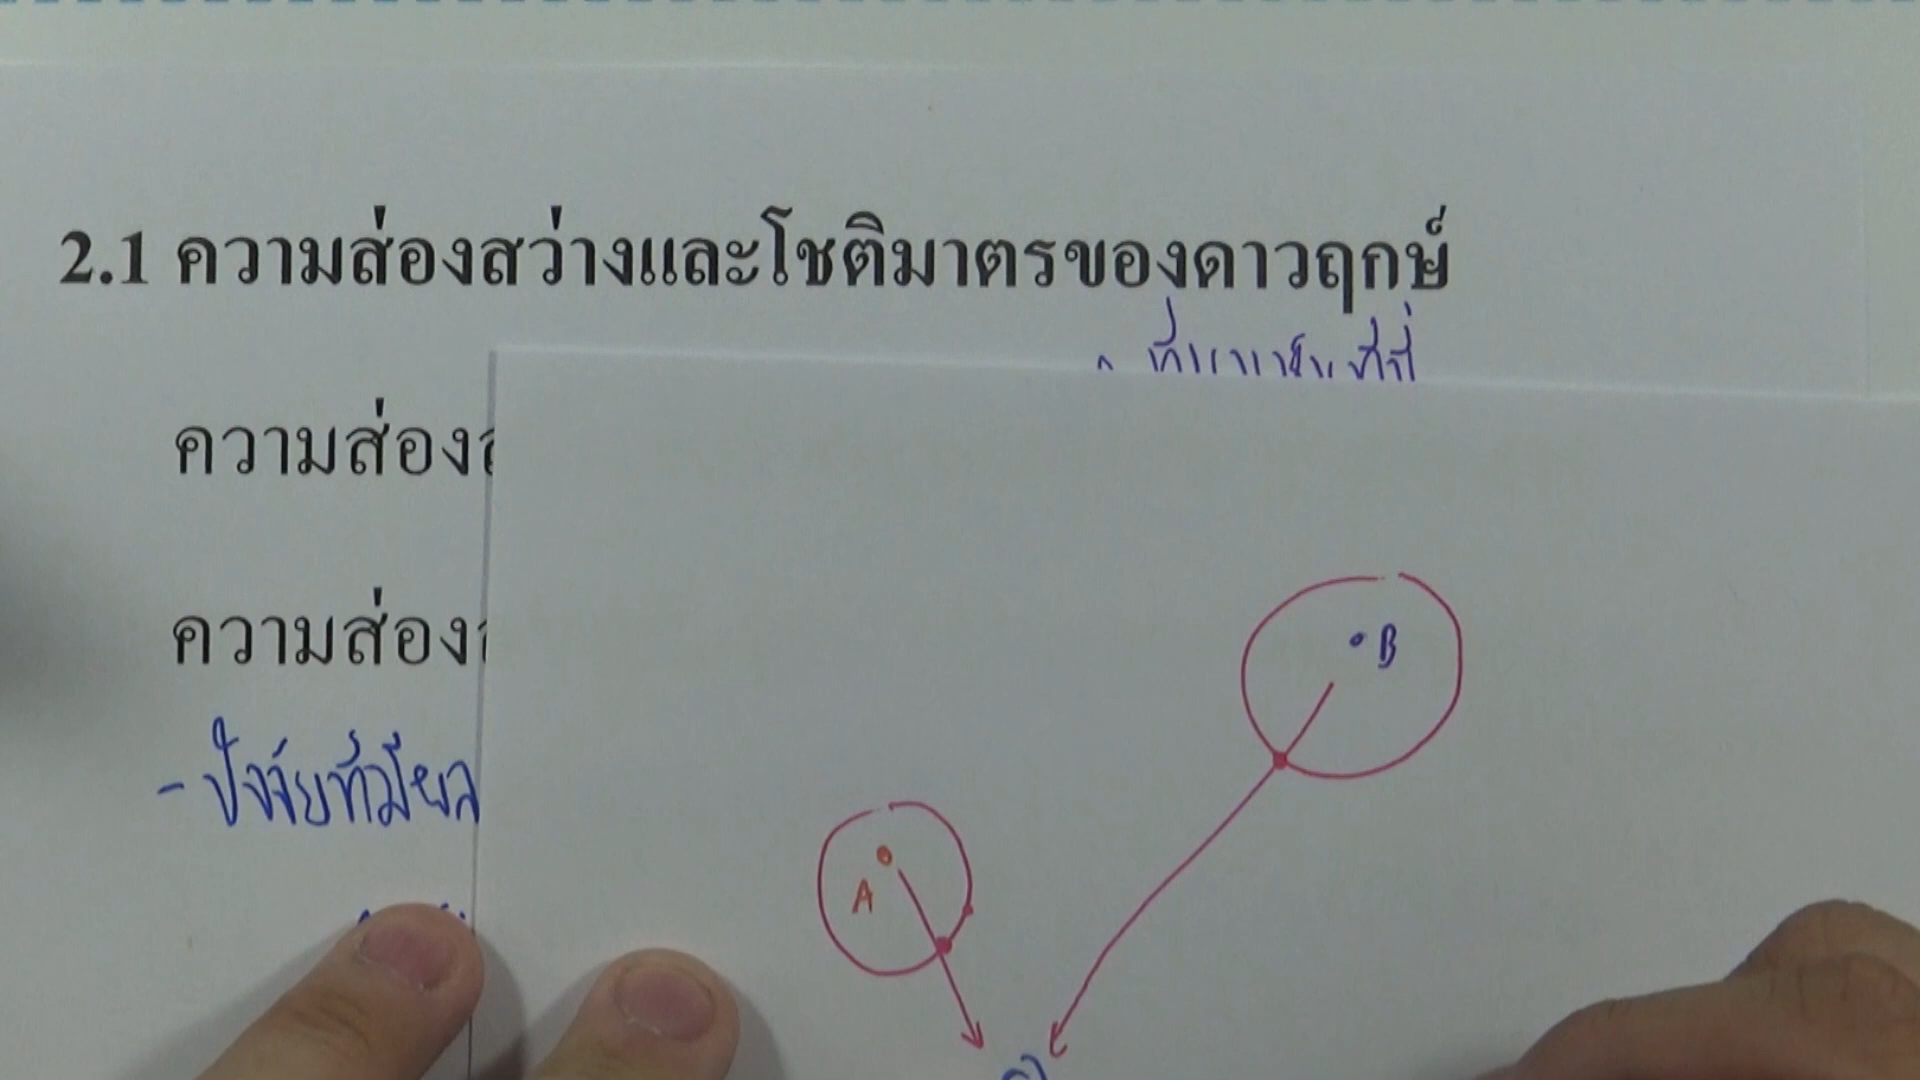 2.1 ความส่องสว่างและโชติมาตรของดาวฤกษ์
ความส่อง
ความส่อง
- ปัจจัยที่มีผล
B
A